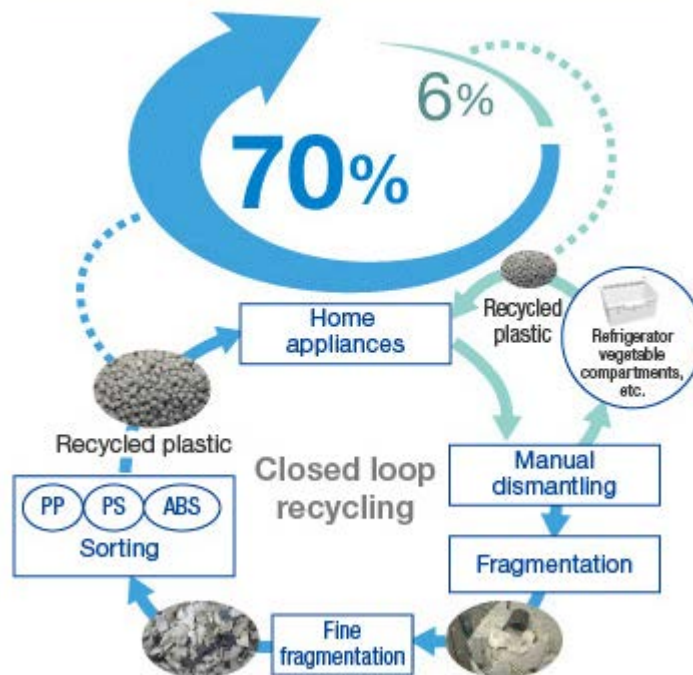 6%
70%
Home
appliances
Recycled
plastic
Refrigerator
vegetable
compartments,
etc.
Recycled plastic
Closed loop
recycling
Manual
dismantling
PP PS ABS
Sorting
Fragmentation
Fine
fragmentation